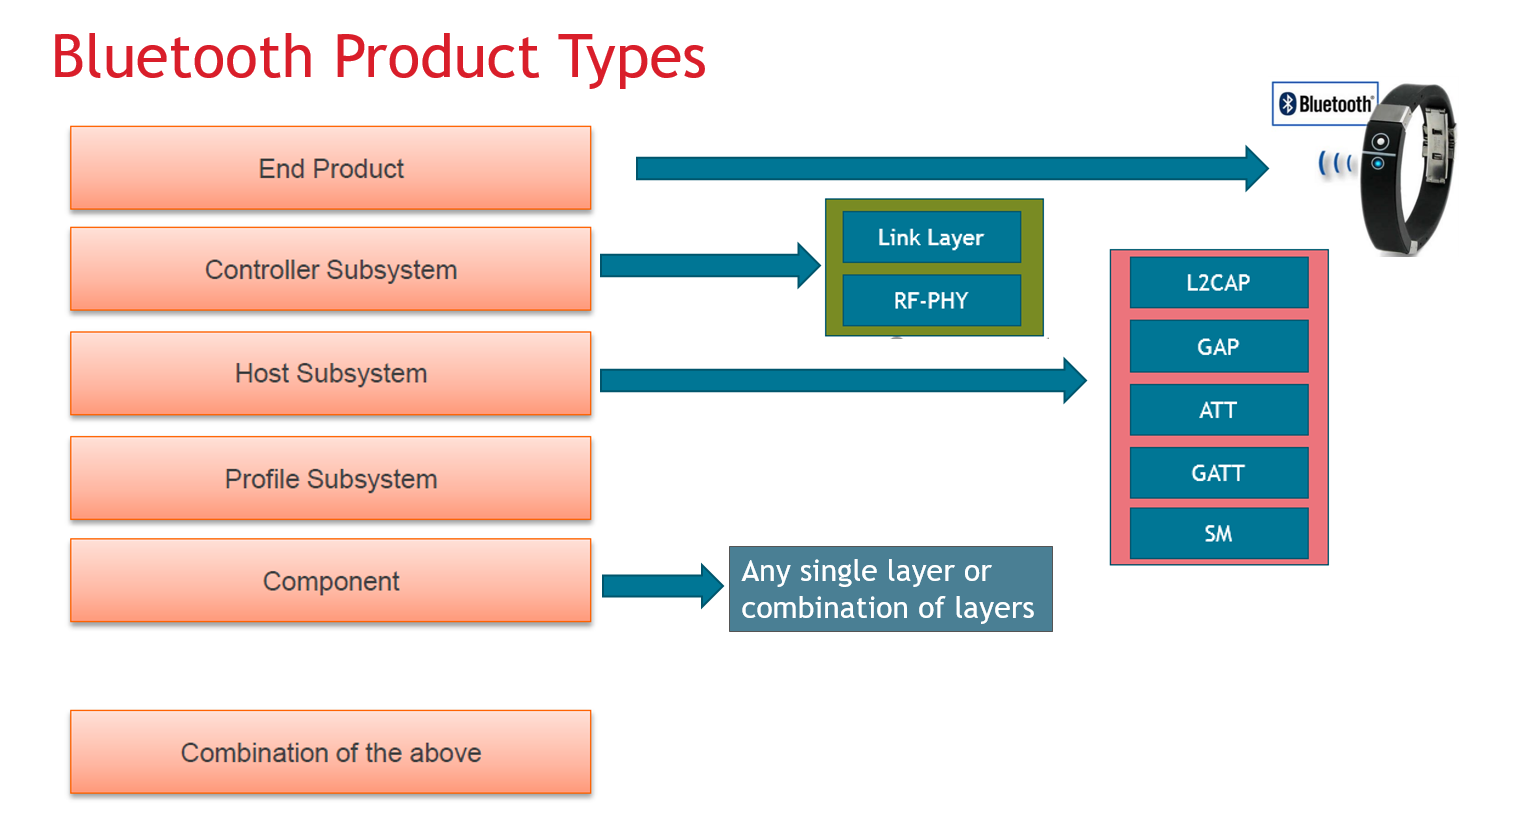 Bluetooth Product Types
Bluetooth®
End Product
Controller Subsystem
Link Layer
RF-PHY
Host Subsystem
L2CAP
GAP
ATT
GATT
SM
Profile Subsystem
Component
Any single layer or
combination of layers
Combination of the above